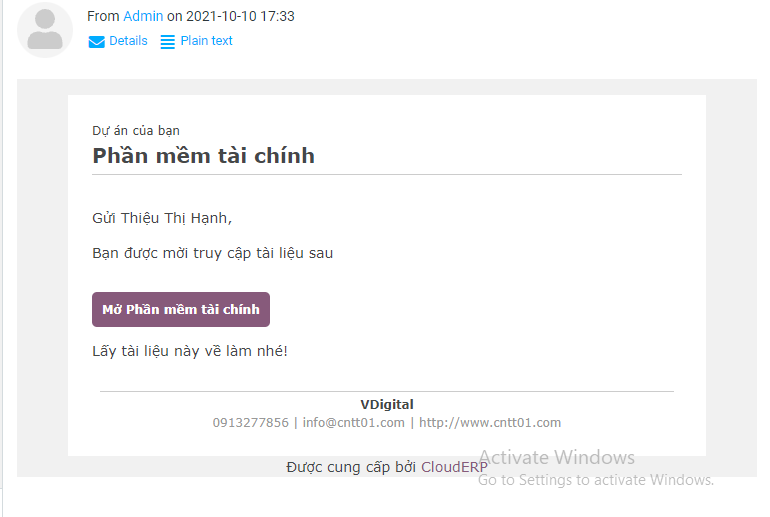 From Admin on 2021-10-10 17:33
Details Plain text
Dự án của bạn
Phần mềm tài chính
Gửi Thiệu Thị Hạnh,
Bạn được mời truy cập tài liệu sau
Mở Phần mềm tài chính
Lấy tài liệu này về làm nhé!
VDigital
0913277856 | info@cntt01.com | http://www.cntt01.com
Được cung cấp bởi CloudERP
Activate Windows
Go to Settings to activate Windows.